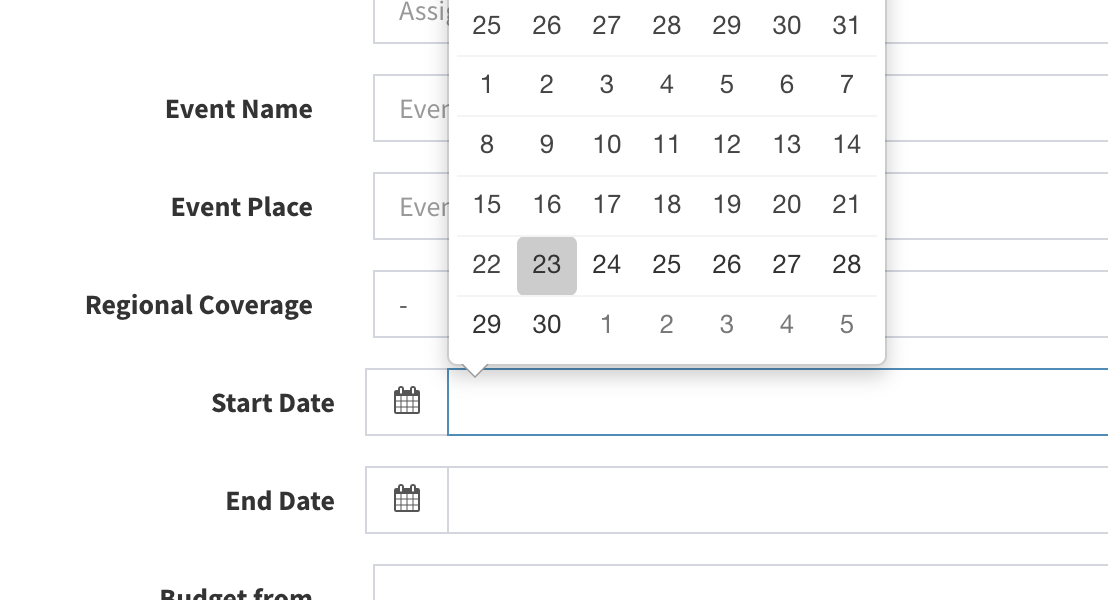 Assi
25 26 27 28 29 30 31
1 2 3 4 5 6 7
Event Name
Even
8 9 10 11 12 13 14
Event Place
Even
15 16 17 18 19 20 21
22 23 24 25 26 27 28
Regional Coverage
-
29 30 1 2 3 4 5
Start Date
End Date
Budget from